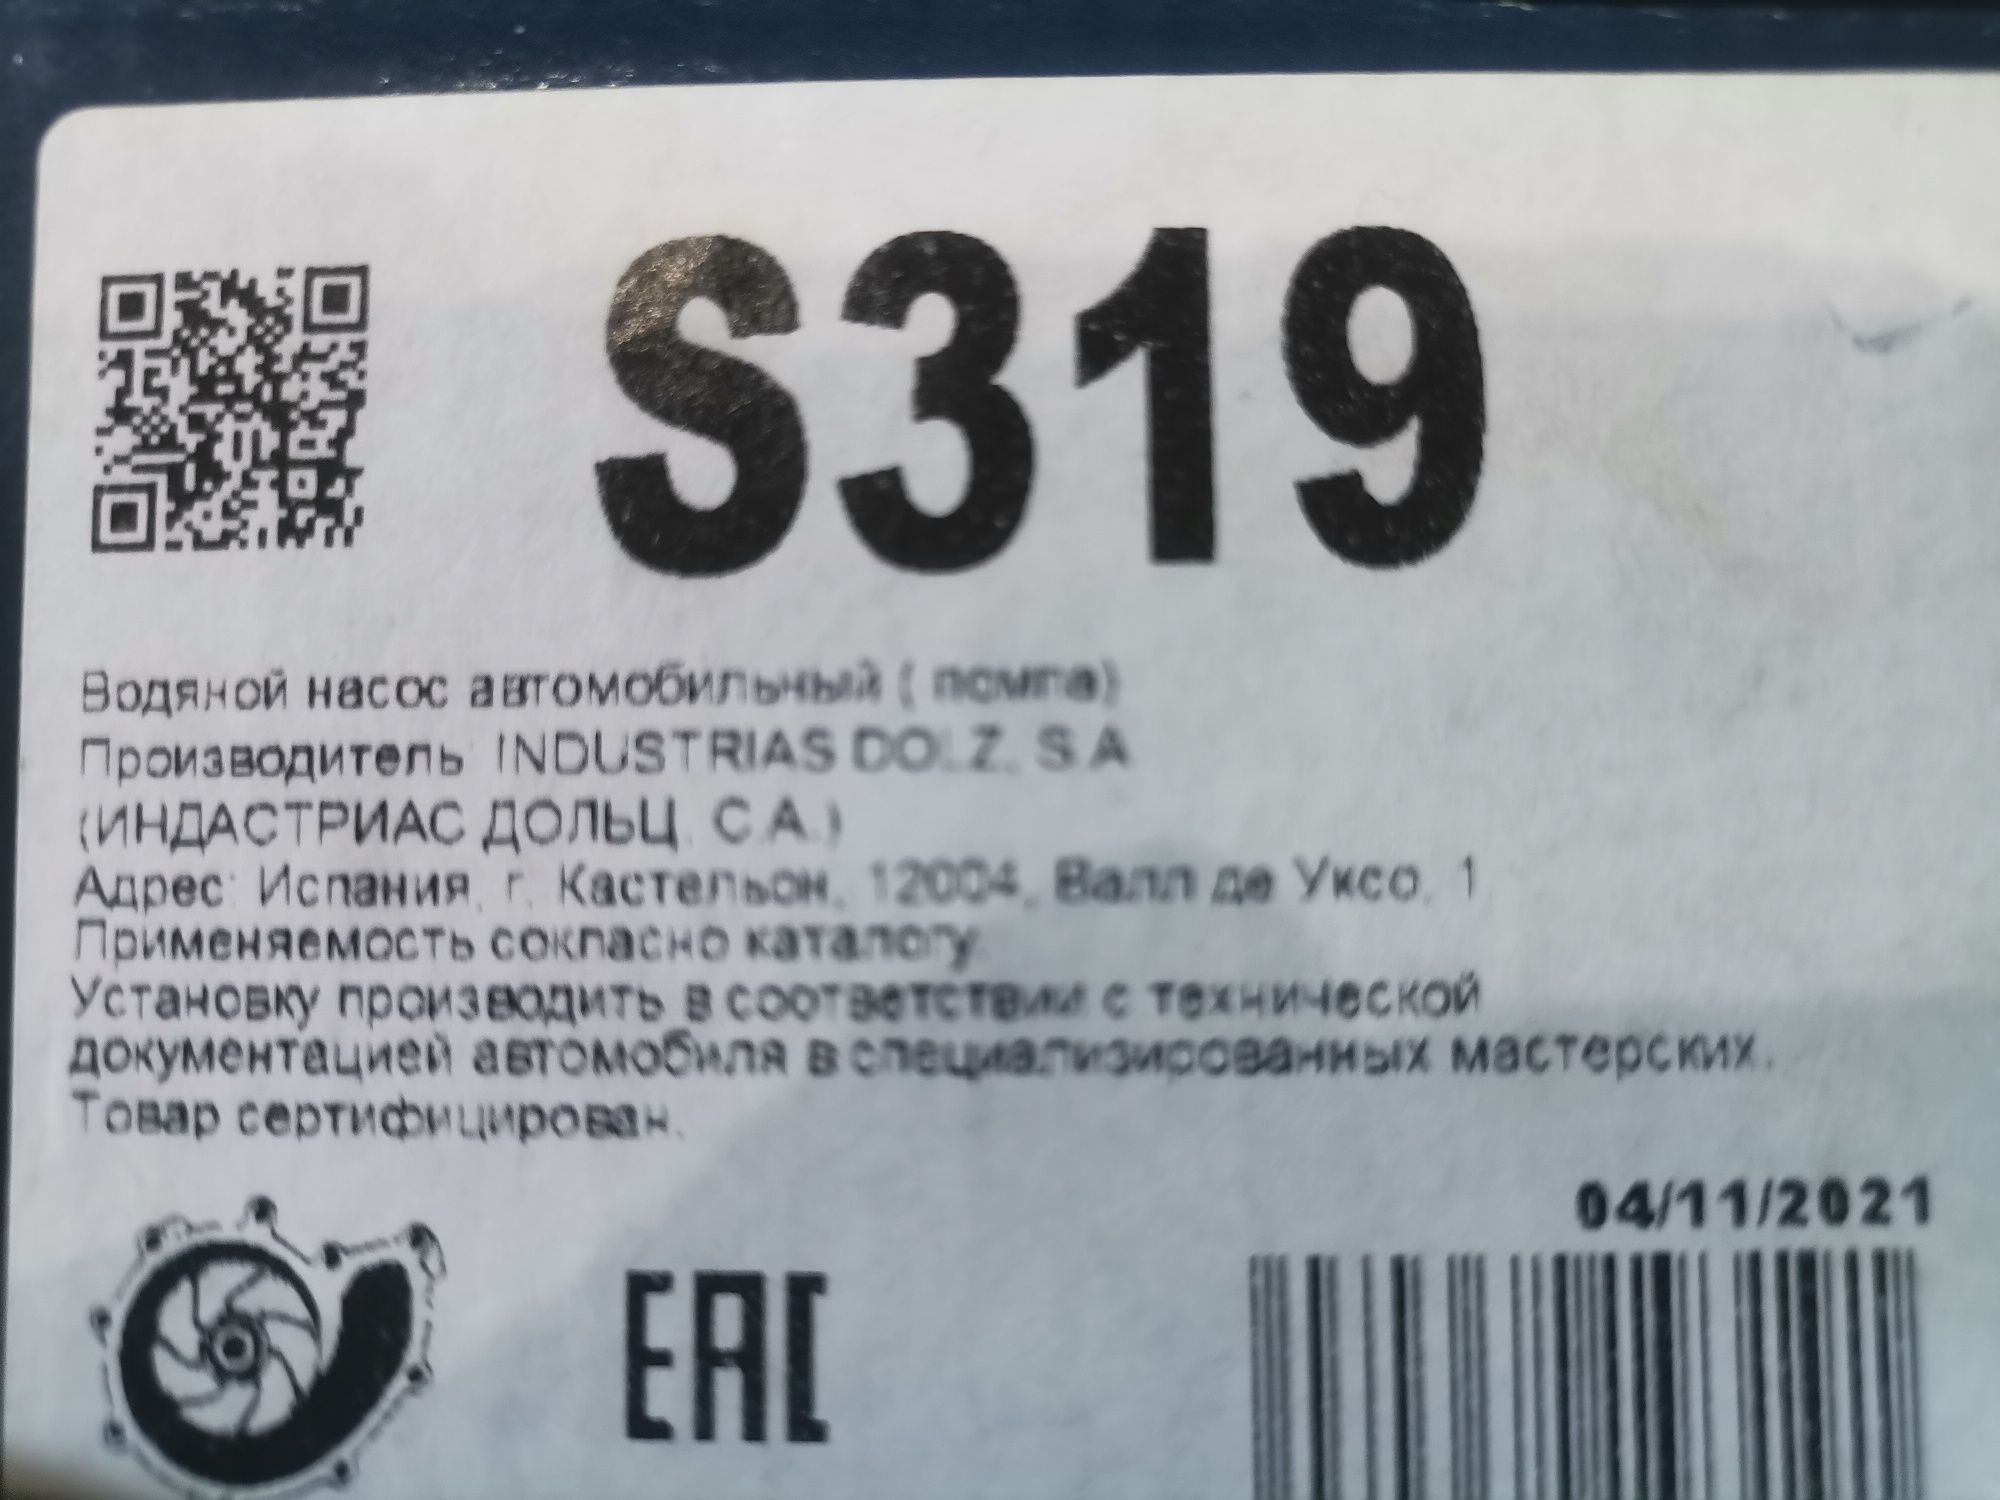 S319
Водяной насос автомобильный ( помпа)
Производитель INDUSTRIAS DOLZ, S.A
(ИНДАСТРИАС ДОЛЬЦ, С.А.)
Адрес: Испания, г. Кастельон, 12004, Валл де Уксо, 1
Применяемость сокласно каталогу.
Установку производить в соответствии с технической
документацией автомобиля в специализированных мастерских.
Товар сертифицирован.
04/11/2021
EAC